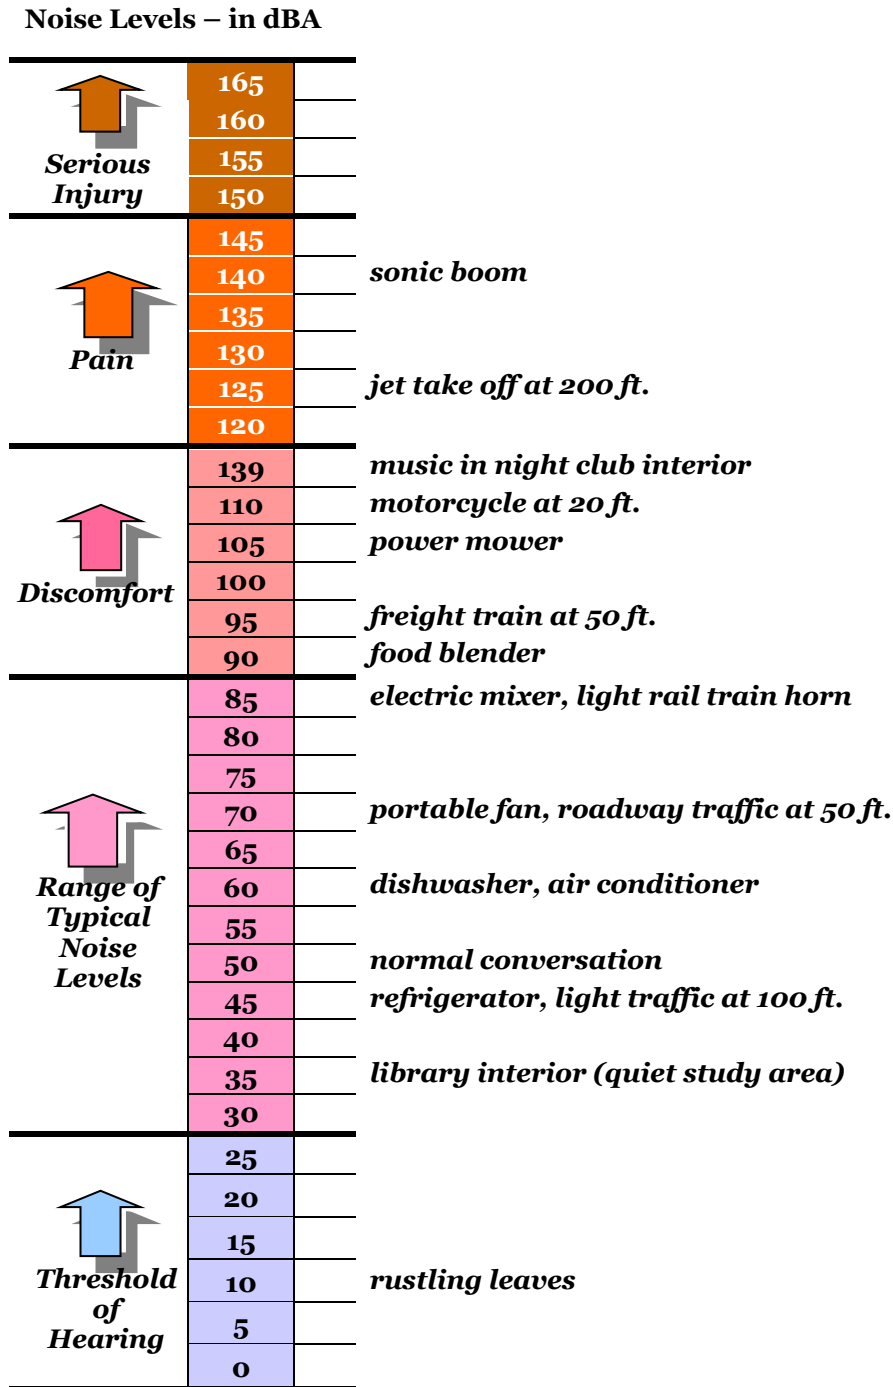 Noise Levels – in dBA
165
160
Serious
Injury
155
150
145
140 sonic boom
135
Pain
130
125 jet take off at 200 ft.
120
139 music in night club interior
110 motorcycle at 20 ft.
105 power mower
Discomfort
100
95 freight train at 50 ft.
90 food blender
85 electric mixer, light rail train horn
80
75
70 portable fan, roadway traffic at 50 ft.
65
Range of
Typical
Noise
Levels
60 dishwasher, air conditioner
55
50 normal conversation
45 refrigerator, light traffic at 100 ft.
40
35 library interior (quiet study area)
30
25
20
15
Threshold
of
Hearing
10 rustling leaves
5
0